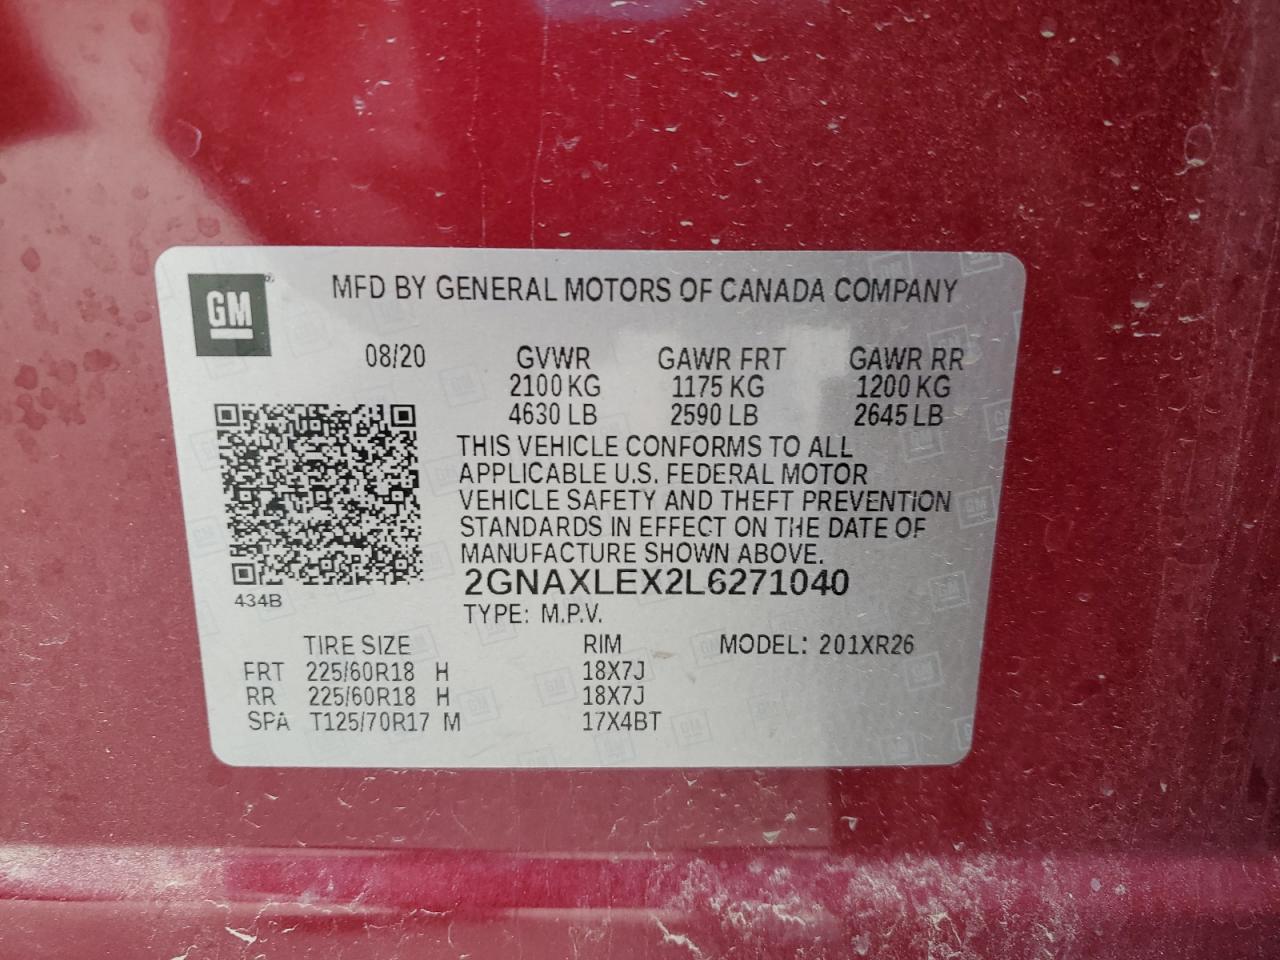 GM
MFD BY GENERAL MOTORS OF CANADA COMPANY
08/20 GVWR GAWR FRT GAWR RR
2100 KG 1175 KG 1200 KG
4630 LB 2590 LB 2645 LB
THIS VEHICLE CONFORMS TO ALL
APPLICABLE U.S. FEDERAL MOTOR
VEHICLE SAFETY AND THEFT PREVENTION
STANDARDS IN EFFECT ON THE DATE OF
MANUFACTURE SHOWN ABOVE.
2GNAXLEX2L6271040
434B
TYPE: M.P.V.
TIRE SIZE RIM MODEL: 201XR26
FRT 225/60R18 H 18X7J
RR 225/60R18 H 18X7J
SPA T125/70R17 M 17X4BT